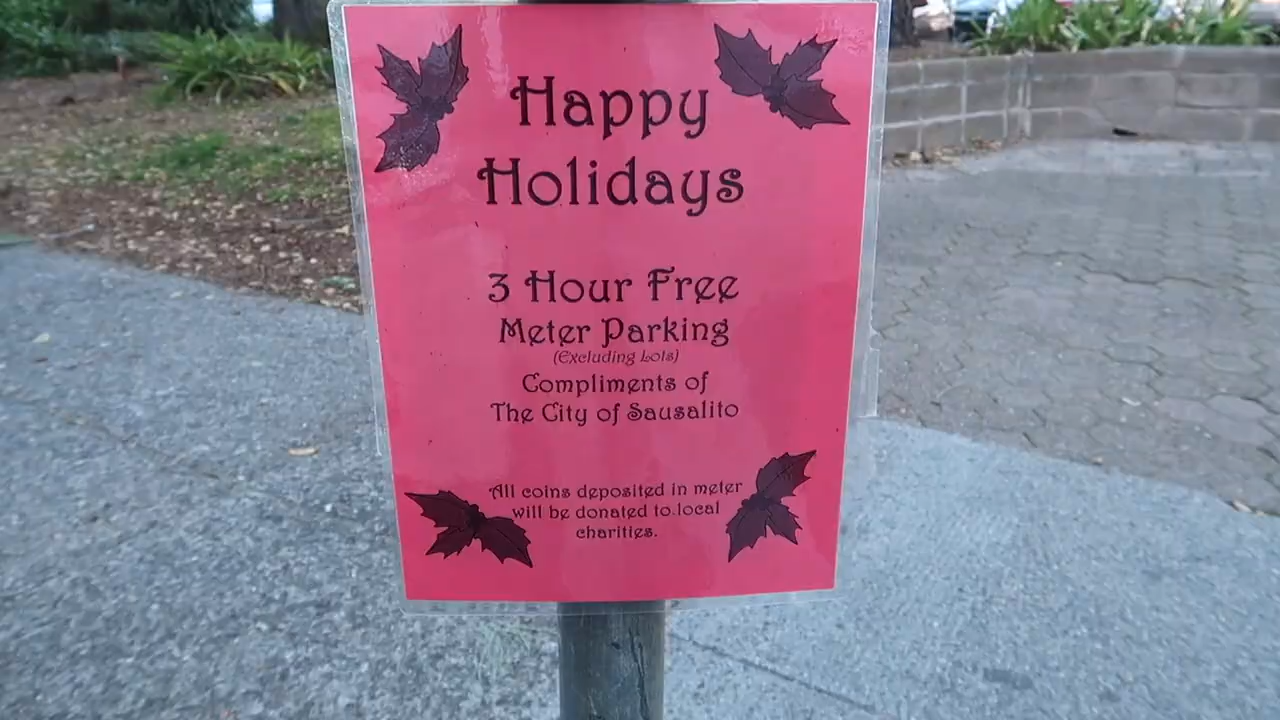 Happy
Holidays
3 Hour Free
Meter Parking
(Excluding Lots)
Compliments of
The City of Sausalito
All coins deposited in meter
will be donated to local
charities.